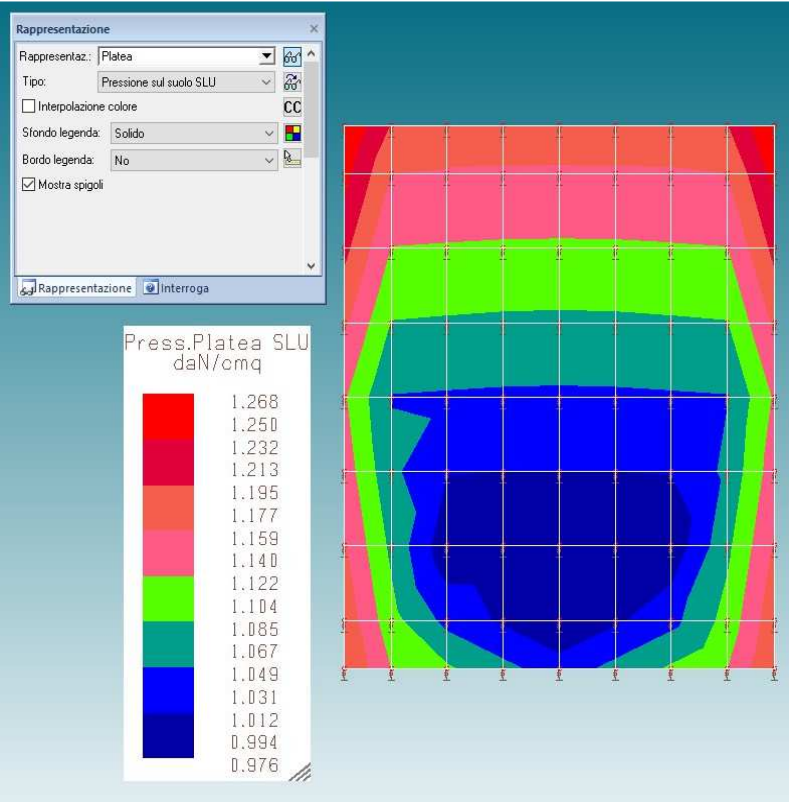 Rappresentazione
Rappresentaz.: Platea
Tipo: Pressione sul suolo SLU
Interpolazione colore CC
Sfondo legenda: Solido
Bordo legenda: No
Mostra spigoli
Rappresentazione Interroga
Press.Platea SLU
daN/cmq
1.268
1.250
1.232
1.213
1.195
1.177
1.159
1.140
1.122
1.104
1.085
1.067
1.049
1.031
1.012
0.994
0.976